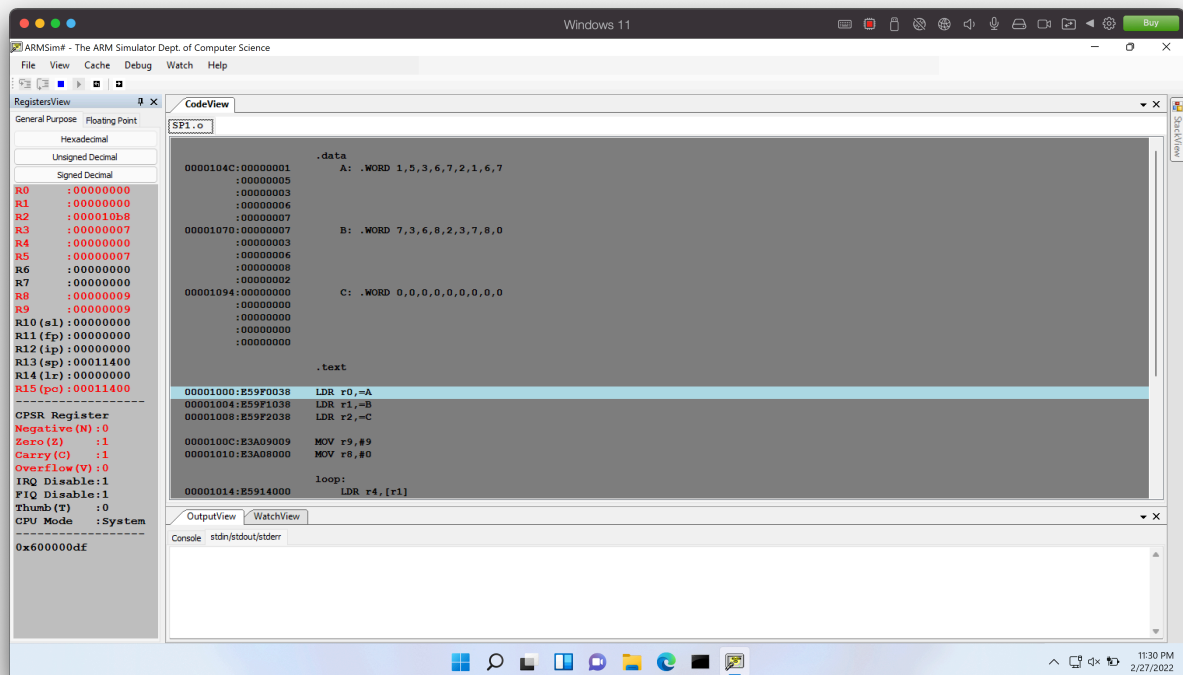 Windows 11
Buy
ARMSim# - The ARM Simulator Dept. of Computer Science
File View Cache Debug Watch Help
RegistersView
General Purpose Floating Point
Hexadecimal
Unsigned Decimal
Signed Decimal
R0 :00000000
R1 :00000000
R2 :000010b8
R3 :00000007
R4 :00000000
R5 :00000007
R6 :00000000
R7 :00000000
R8 :00000009
R9 :00000009
R10(sl):00000000
R11(fp):00000000
R12(ip):00000000
R13(sp):00011400
R14(lr):00000000
R15(pc):00011400
CPSR Register
Negative(N):0
Zero(Z) :1
Carry(C) :1
Overflow(V):0
IRQ Disable:1
FIQ Disable:1
Thumb(T) :0
CPU Mode :System
0x600000df
CodeView
SP1.o
.data
0000104C:00000001 A: .WORD 1,5,3,6,7,2,1,6,7
:00000005
:00000003
:00000006
:00000007
00001070:00000007 B: .WORD 7,3,6,8,2,3,7,8,0
:00000003
:00000006
:00000008
:00000002
00001094:00000000 C: .WORD 0,0,0,0,0,0,0,0,0
:00000000
:00000000
:00000000
:00000000
.text
00001000:E59F0038 LDR r0,=A
00001004:E59F1038 LDR r1,=B
00001008:E59F2038 LDR r2,=C
0000100C:E3A09009 MOV r9,#9
00001010:E3A08000 MOV r8,#0
loop:
00001014:E5914000 LDR r4,[r1]
StackView
OutputView WatchView
Console stdin/stdout/stderr
11:30 PM
2/27/2022